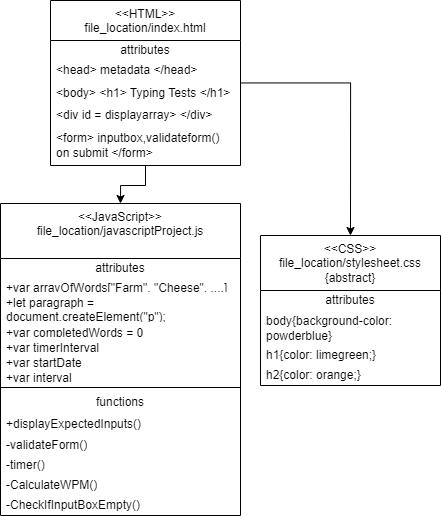 <<HTML>>
file_location/index.html
attributes
<head> metadata </head>
<body> <h1> Typing Tests </h1>
<div id = displayarray> </div>
<form> inputbox,validateform()
on submit </form>
<<JavaScript>>
file_location/javascriptProject.js
attributes
+var arrayOfWords["Farm", "Cheese", ....]
+let paragraph =
document.createElement("p");
+var completedWords = 0
+var timerInterval
+var startDate
+var interval
functions
+displayExpectedInputs()
-validateForm()
-timer()
-CalculateWPM()
-CheckIfInputBoxEmpty()
<<CSS>>
file_location/stylesheet.css
{abstract}
attributes
body{background-color:
powderblue}
h1{color: limegreen;}
h2{color: orange;}